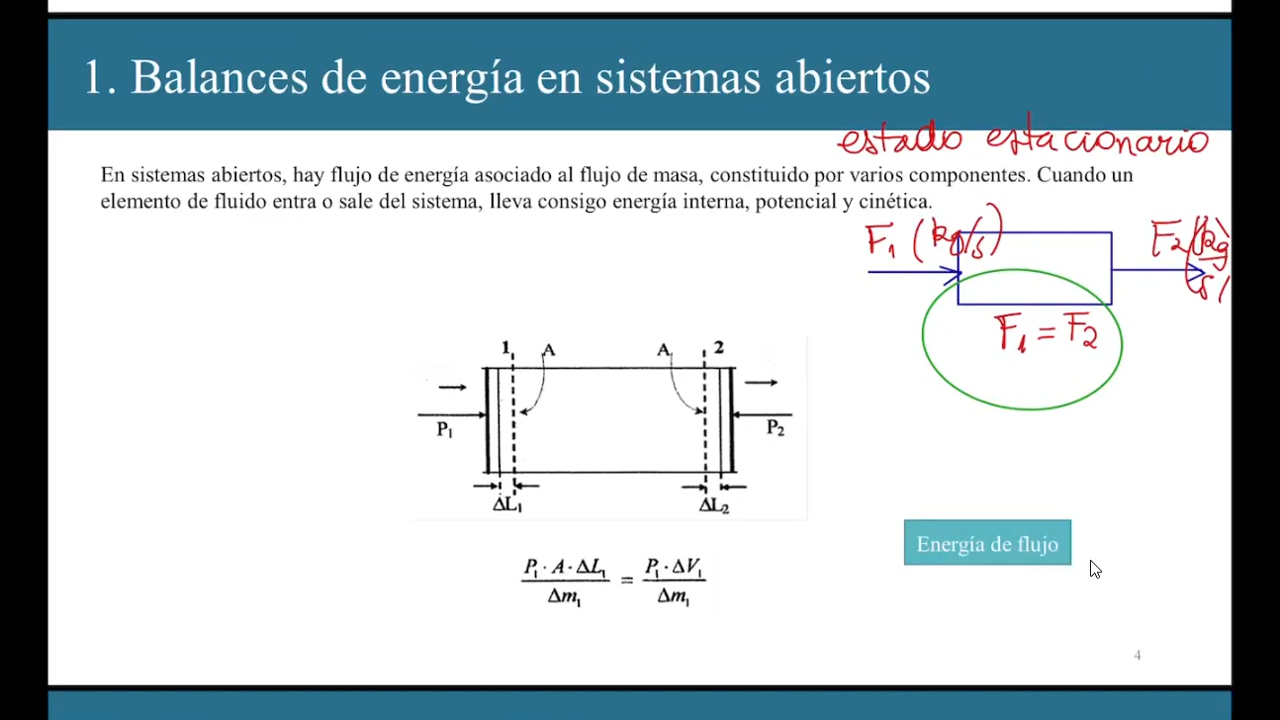 1. Balances de energía en sistemas abiertos
estado estacionario
En sistemas abiertos, hay flujo de energía asociado al flujo de masa, constituido por varios componentes. Cuando un
elemento de fluido entra o sale del sistema, lleva consigo energía interna, potencial y cinética.
F₁ (kg/s)
F₂ (kg/s)
F₁ = F₂
1 A A 2
P₁ P₂
ΔL₁ ΔL₂
P₁ · A · ΔL₁ / Δm₁ = P₁ · ΔV₁ / Δm₁
Energía de flujo
4